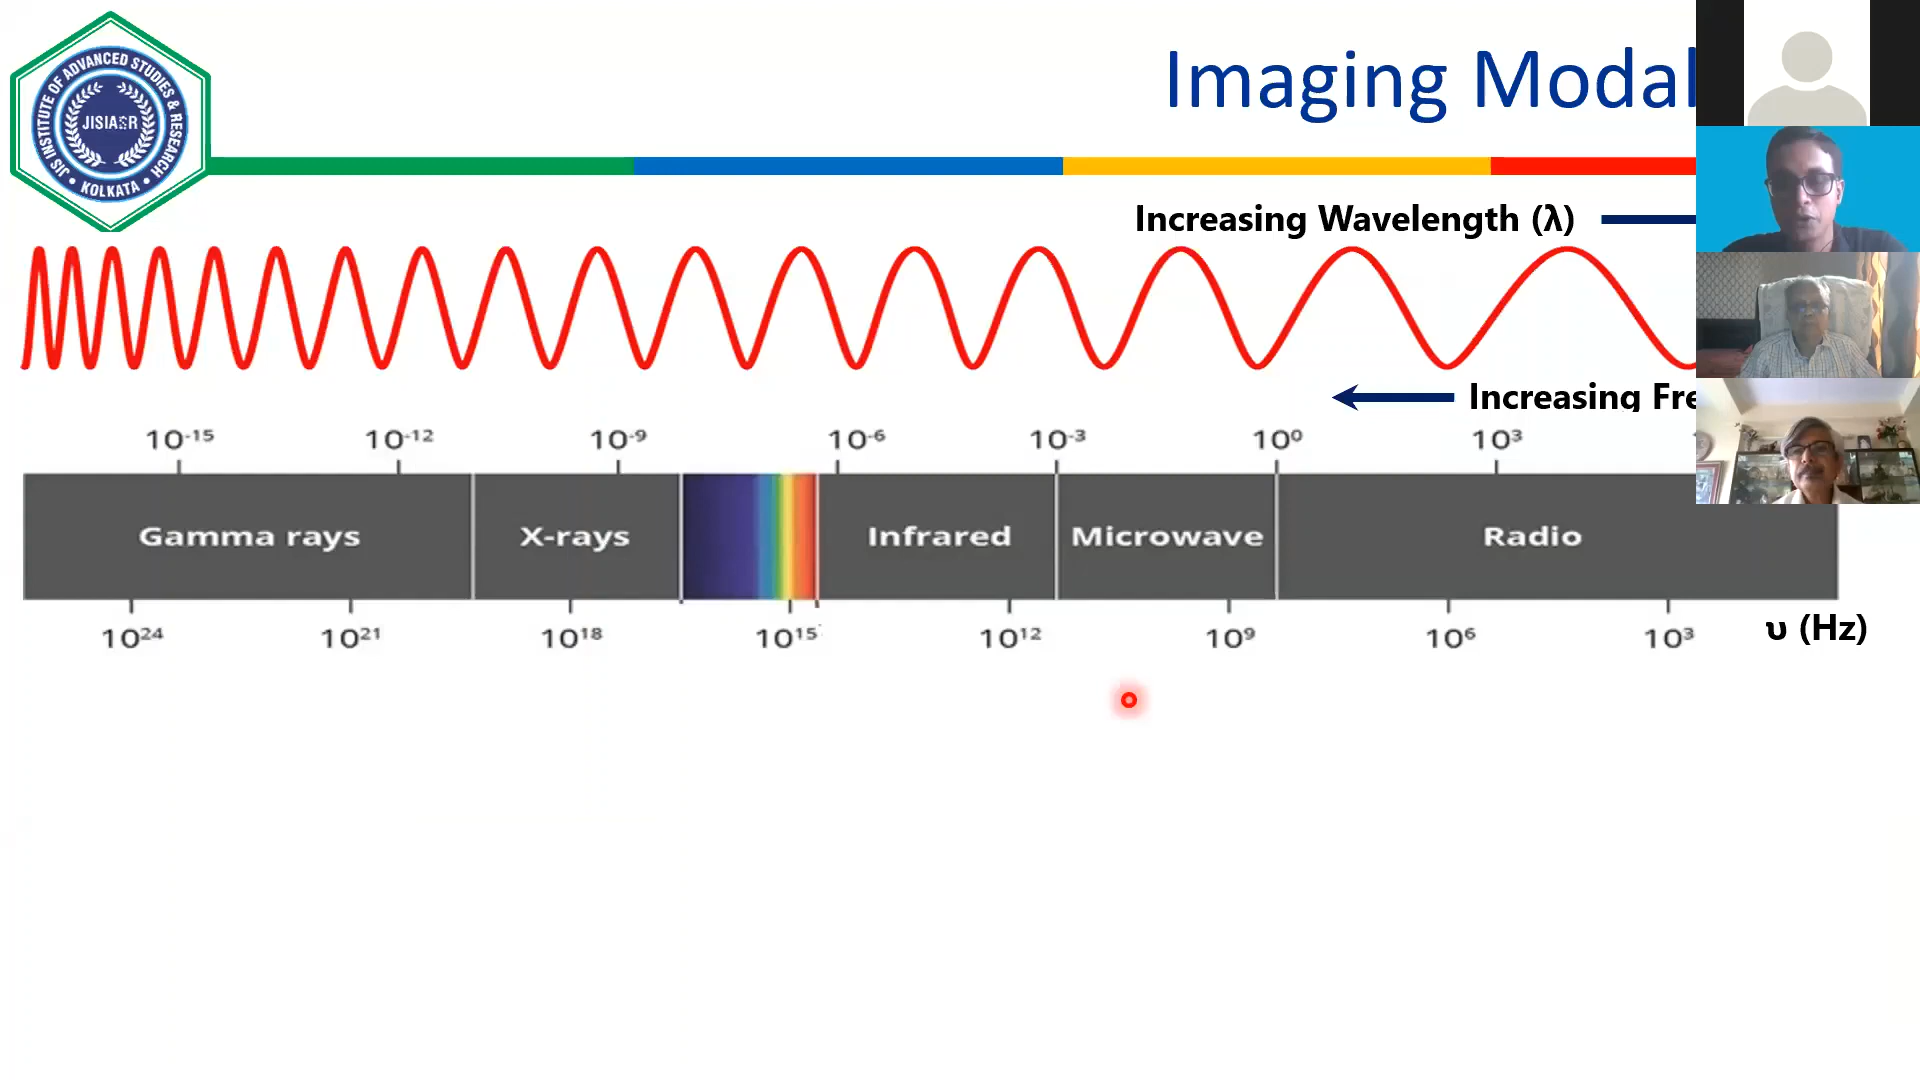 JIS INSTITUTE OF ADVANCED STUDIES & RESEARCH
JISIASR
• KOLKATA •
Imaging Modal
Increasing Wavelength (λ)
Increasing Fre
10⁻¹⁵ 10⁻¹² 10⁻⁹ 10⁻⁶ 10⁻³ 10⁰ 10³
Gamma rays X-rays Infrared Microwave Radio
10²⁴ 10²¹ 10¹⁸ 10¹⁵ 10¹² 10⁹ 10⁶ 10³ υ (Hz)